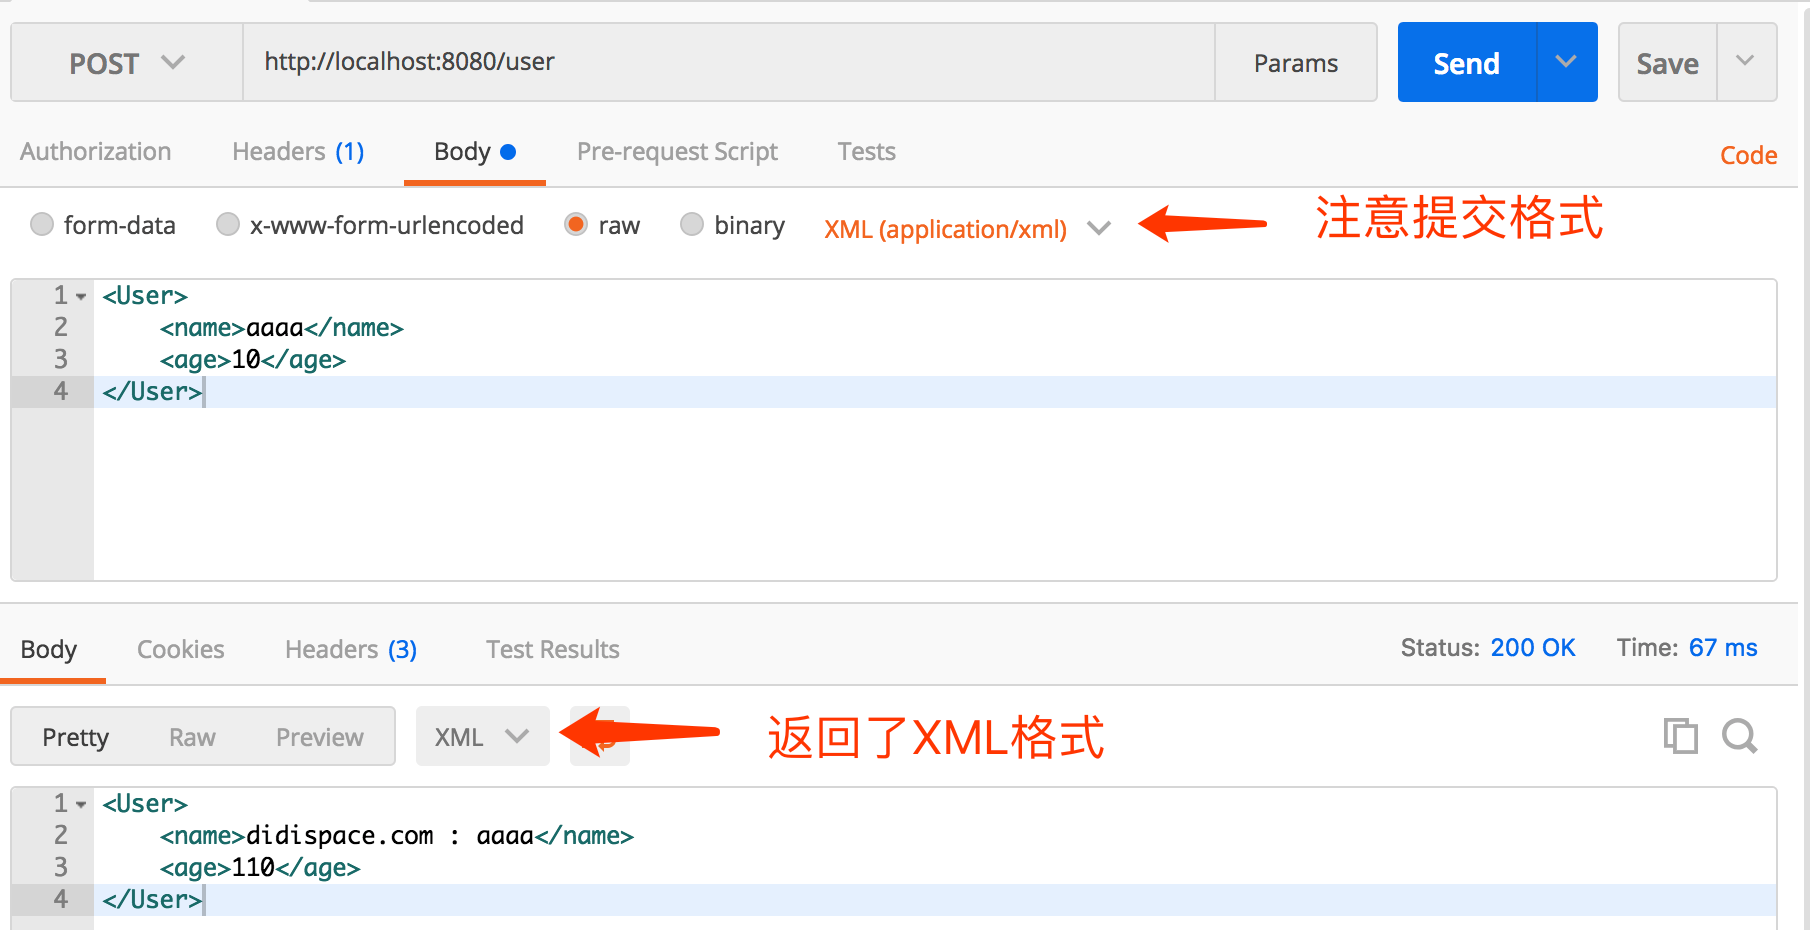 POST http://localhost:8080/user Params Send Save
Authorization Headers (1) Body Pre-request Script Tests Code
form-data x-www-form-urlencoded raw binary XML (application/xml) 注意提交格式
1 <User>
2 <name>aaaa</name>
3 <age>10</age>
4 </User>
Body Cookies Headers (3) Test Results Status: 200 OK Time: 67 ms
Pretty Raw Preview XML 返回了XML格式
1 <User>
2 <name>didispace.com : aaaa</name>
3 <age>110</age>
4 </User>